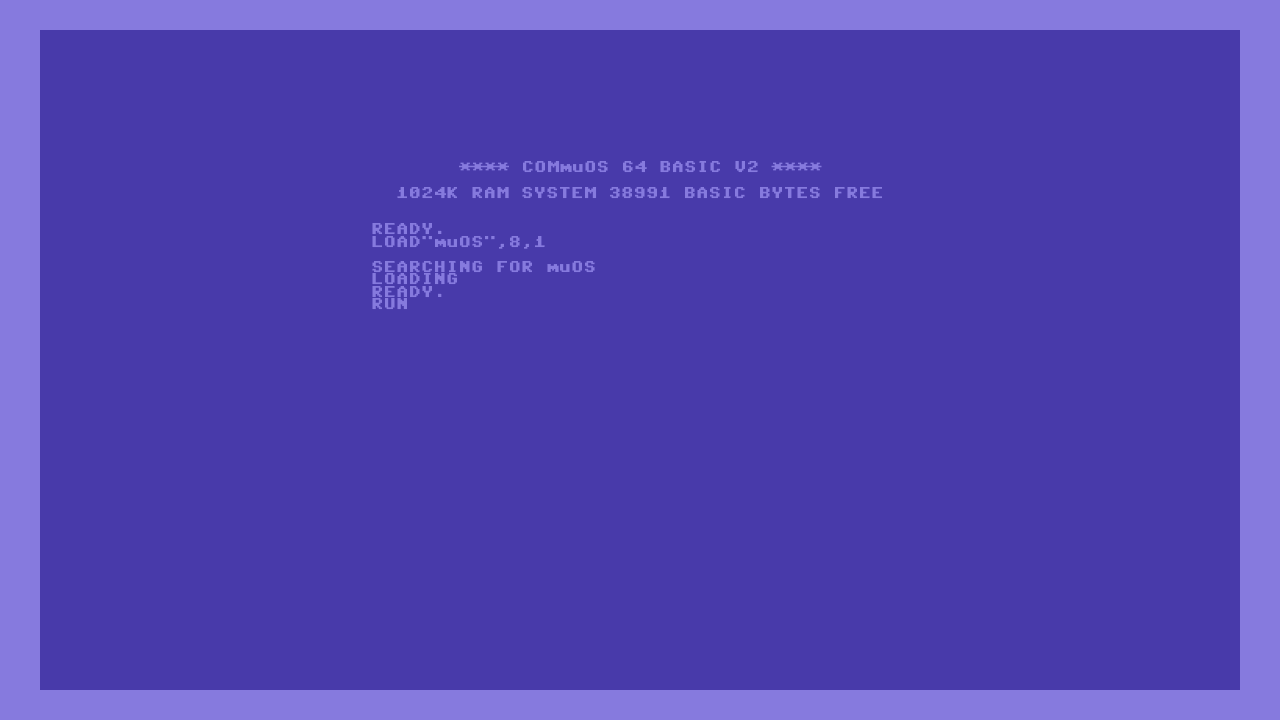 **** COMmuOS 64 BASIC V2 ****
1024K RAM SYSTEM 38991 BASIC BYTES FREE
READY.
LOAD"muOS",8,1
SEARCHING FOR muOS
LOADING
READY.
RUN